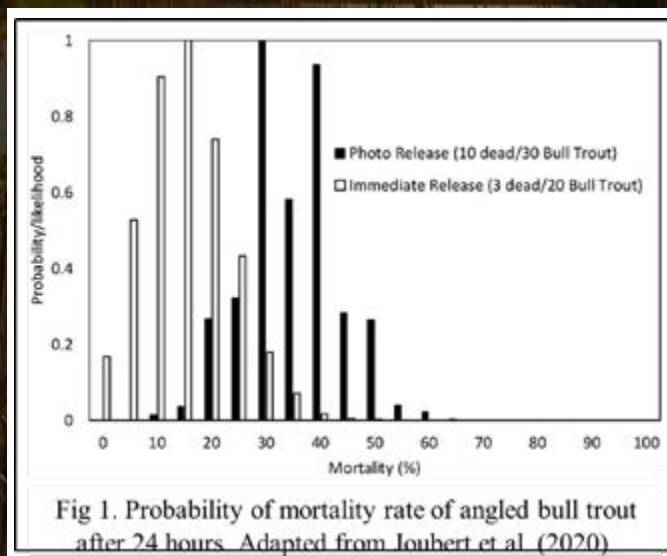 1
0.8
0.6
0.4
0.2
0
Probability/likelihood
Photo Release (10 dead/30 Bull Trout)
Immediate Release (3 dead/20 Bull Trout)
0 10 20 30 40 50 60 70 80 90 100
Mortality (%)
Fig 1. Probability of mortality rate of angled bull trout
after 24 hours. Adapted from Joubert et al. (2020)